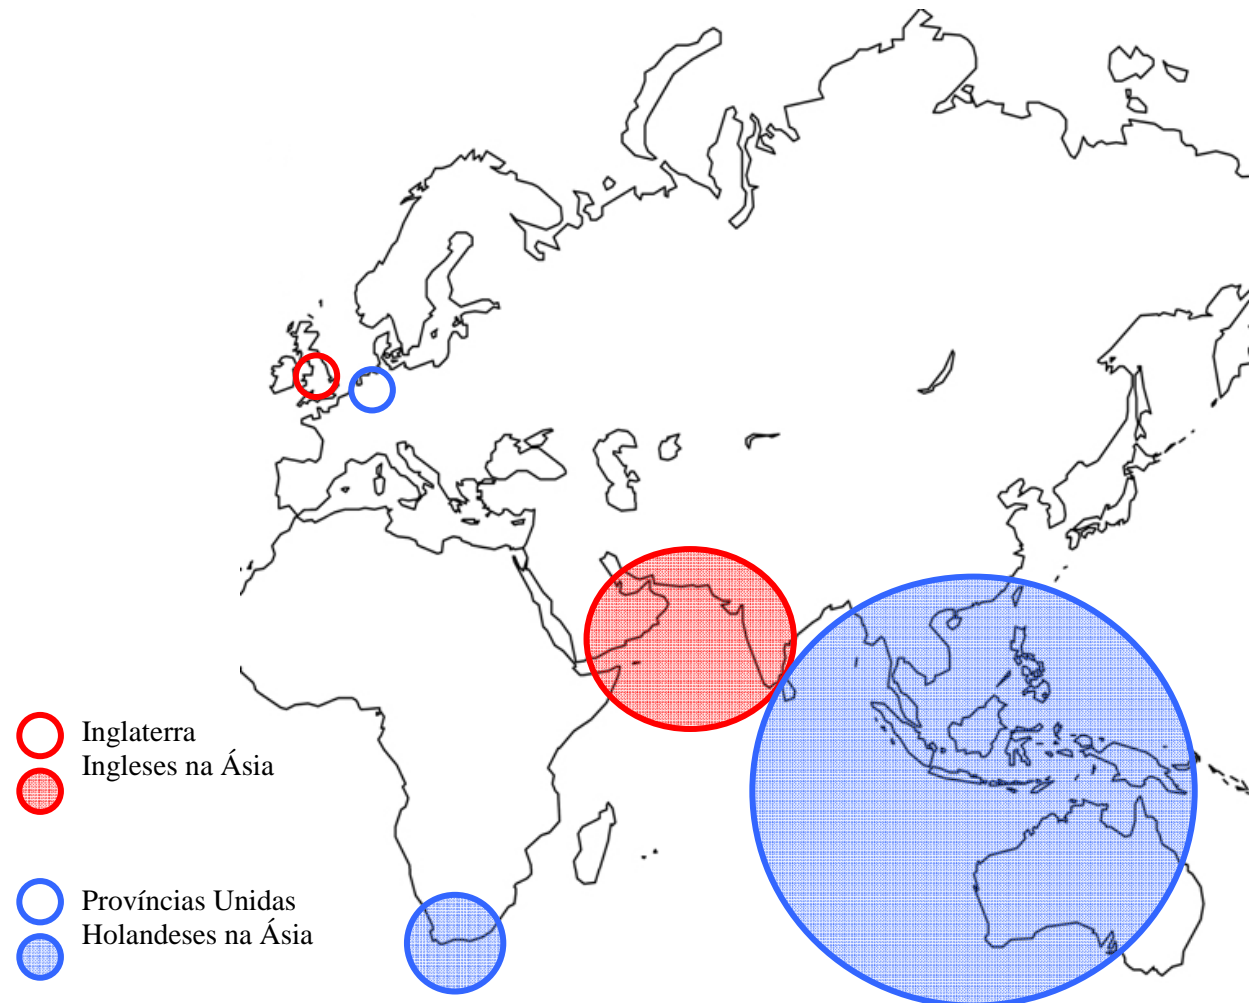 Inglaterra
Ingleses na Ásia
Províncias Unidas
Holandeses na Ásia